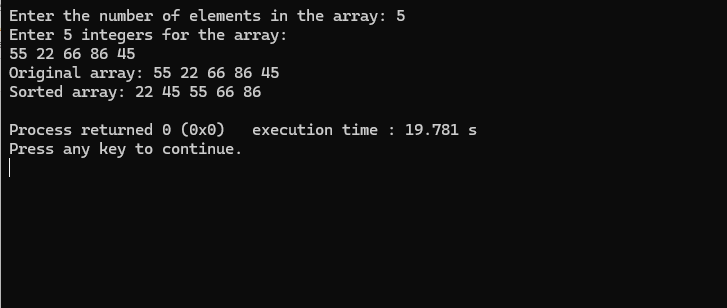 Enter the number of elements in the array: 5
Enter 5 integers for the array:
55 22 66 86 45
Original array: 55 22 66 86 45
Sorted array: 22 45 55 66 86
Process returned 0 (0x0)   execution time : 19.781 s
Press any key to continue.